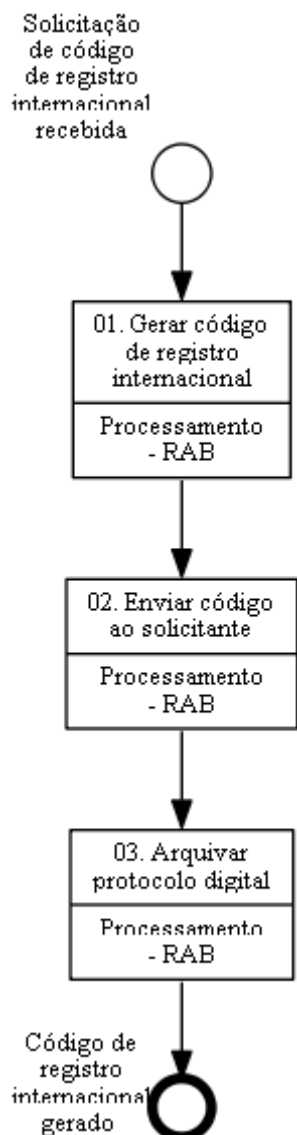 Solicitação
de código
de registro
internacional
recebida
01. Gerar código
de registro
internacional
Processamento
- RAB
02. Enviar código
ao solicitante
Processamento
- RAB
03. Arquivar
protocolo digital
Processamento
- RAB
Código de
registro
internacional
gerado